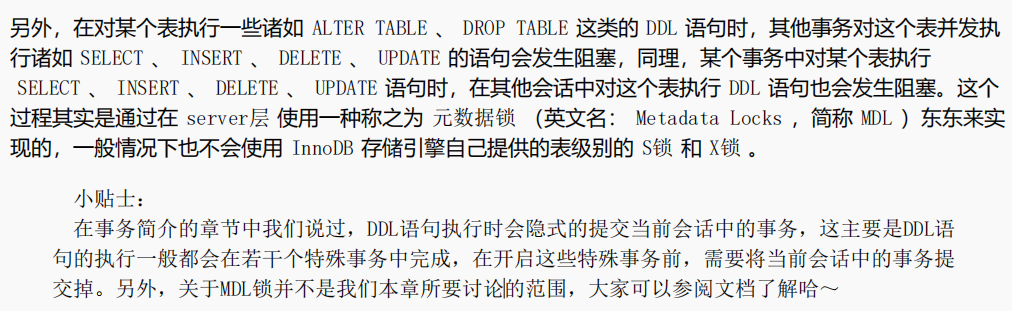 另外，在对某个表执行一些诸如 ALTER TABLE 、 DROP TABLE 这类的 DDL 语句时，其他事务对这个表并发执
行诸如 SELECT 、 INSERT 、 DELETE 、 UPDATE 的语句会发生阻塞，同理，某个事务中对某个表执行
SELECT 、 INSERT 、 DELETE 、 UPDATE 语句时，在其他会话中对这个表执行 DDL 语句也会发生阻塞。这个
过程其实是通过在 server层 使用一种称之为 元数据锁 （英文名： Metadata Locks ，简称 MDL ）东东来实
现的，一般情况下也不会使用 InnoDB 存储引擎自己提供的表级别的 S锁 和 X锁 。
小贴士：
在事务简介的章节中我们说过，DDL语句执行时会隐式的提交当前会话中的事务，这主要是DDL语
句的执行一般都会在若干个特殊事务中完成，在开启这些特殊事务前，需要将当前会话中的事务提
交掉。另外，关于MDL锁并不是我们本章所要讨论的范围，大家可以参阅文档了解哈～